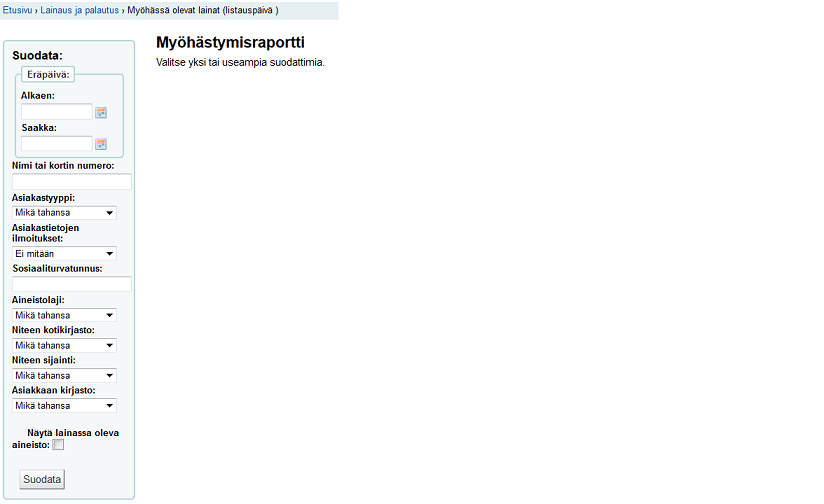 Etusivu › Lainaus ja palautus › Myöhässä olevat lainat (listauspäivä )
Myöhästymisraportti
Valitse yksi tai useampia suodattimia.
Suodata:
Eräpäivä:
Alkaen:
Saakka:
Nimi tai kortin numero:
Asiakastyyppi:
Mikä tahansa
Asiakastietojen
ilmoitukset:
Ei mitään
Sosiaaliturvatunnus:
Aineistolaji:
Mikä tahansa
Niteen kotikirjasto:
Mikä tahansa
Niteen sijainti:
Mikä tahansa
Asiakkaan kirjasto:
Mikä tahansa
Näytä lainassa oleva
aineisto:
Suodata